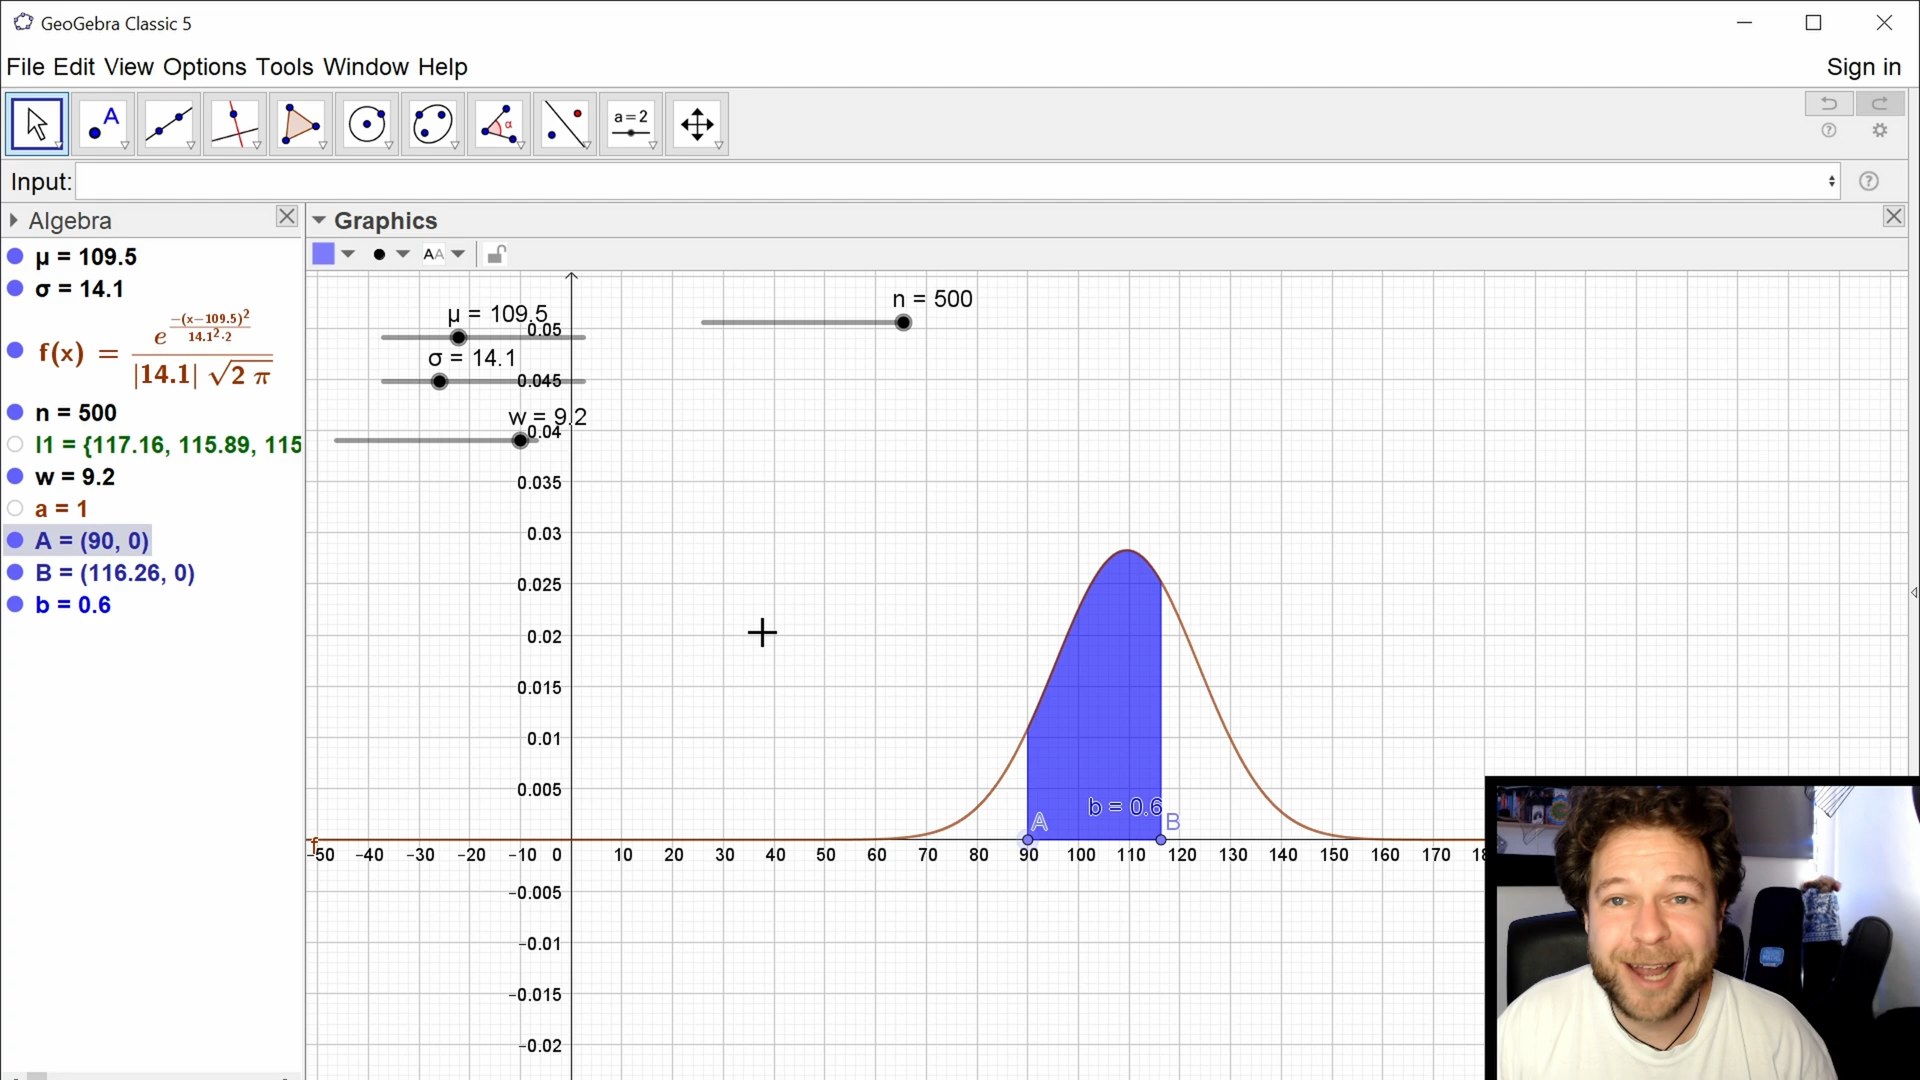 GeoGebra Classic 5
File Edit View Options Tools Window Help
Sign in
A
α
a=2
Input:
Algebra
Graphics
AA
μ = 109.5
σ = 14.1
f(x) = e^(−(x−109.5)²/14.1²·2) / |14.1| √2 π
n = 500
l1 = {117.16, 115.89, 115
w = 9.2
a = 1
A = (90, 0)
B = (116.26, 0)
b = 0.6
n = 500
μ = 109.5
0.05
σ = 14.1
0.045
w = 9.2
0.04
0.035
0.03
0.025
0.02
0.015
0.01
0.005
b = 0.6
A
B
f
−50 −40 −30 −20 −10 0 10 20 30 40 50 60 70 80 90 100 110 120 130 140 150 160 170 18
−0.005
−0.01
−0.015
−0.02